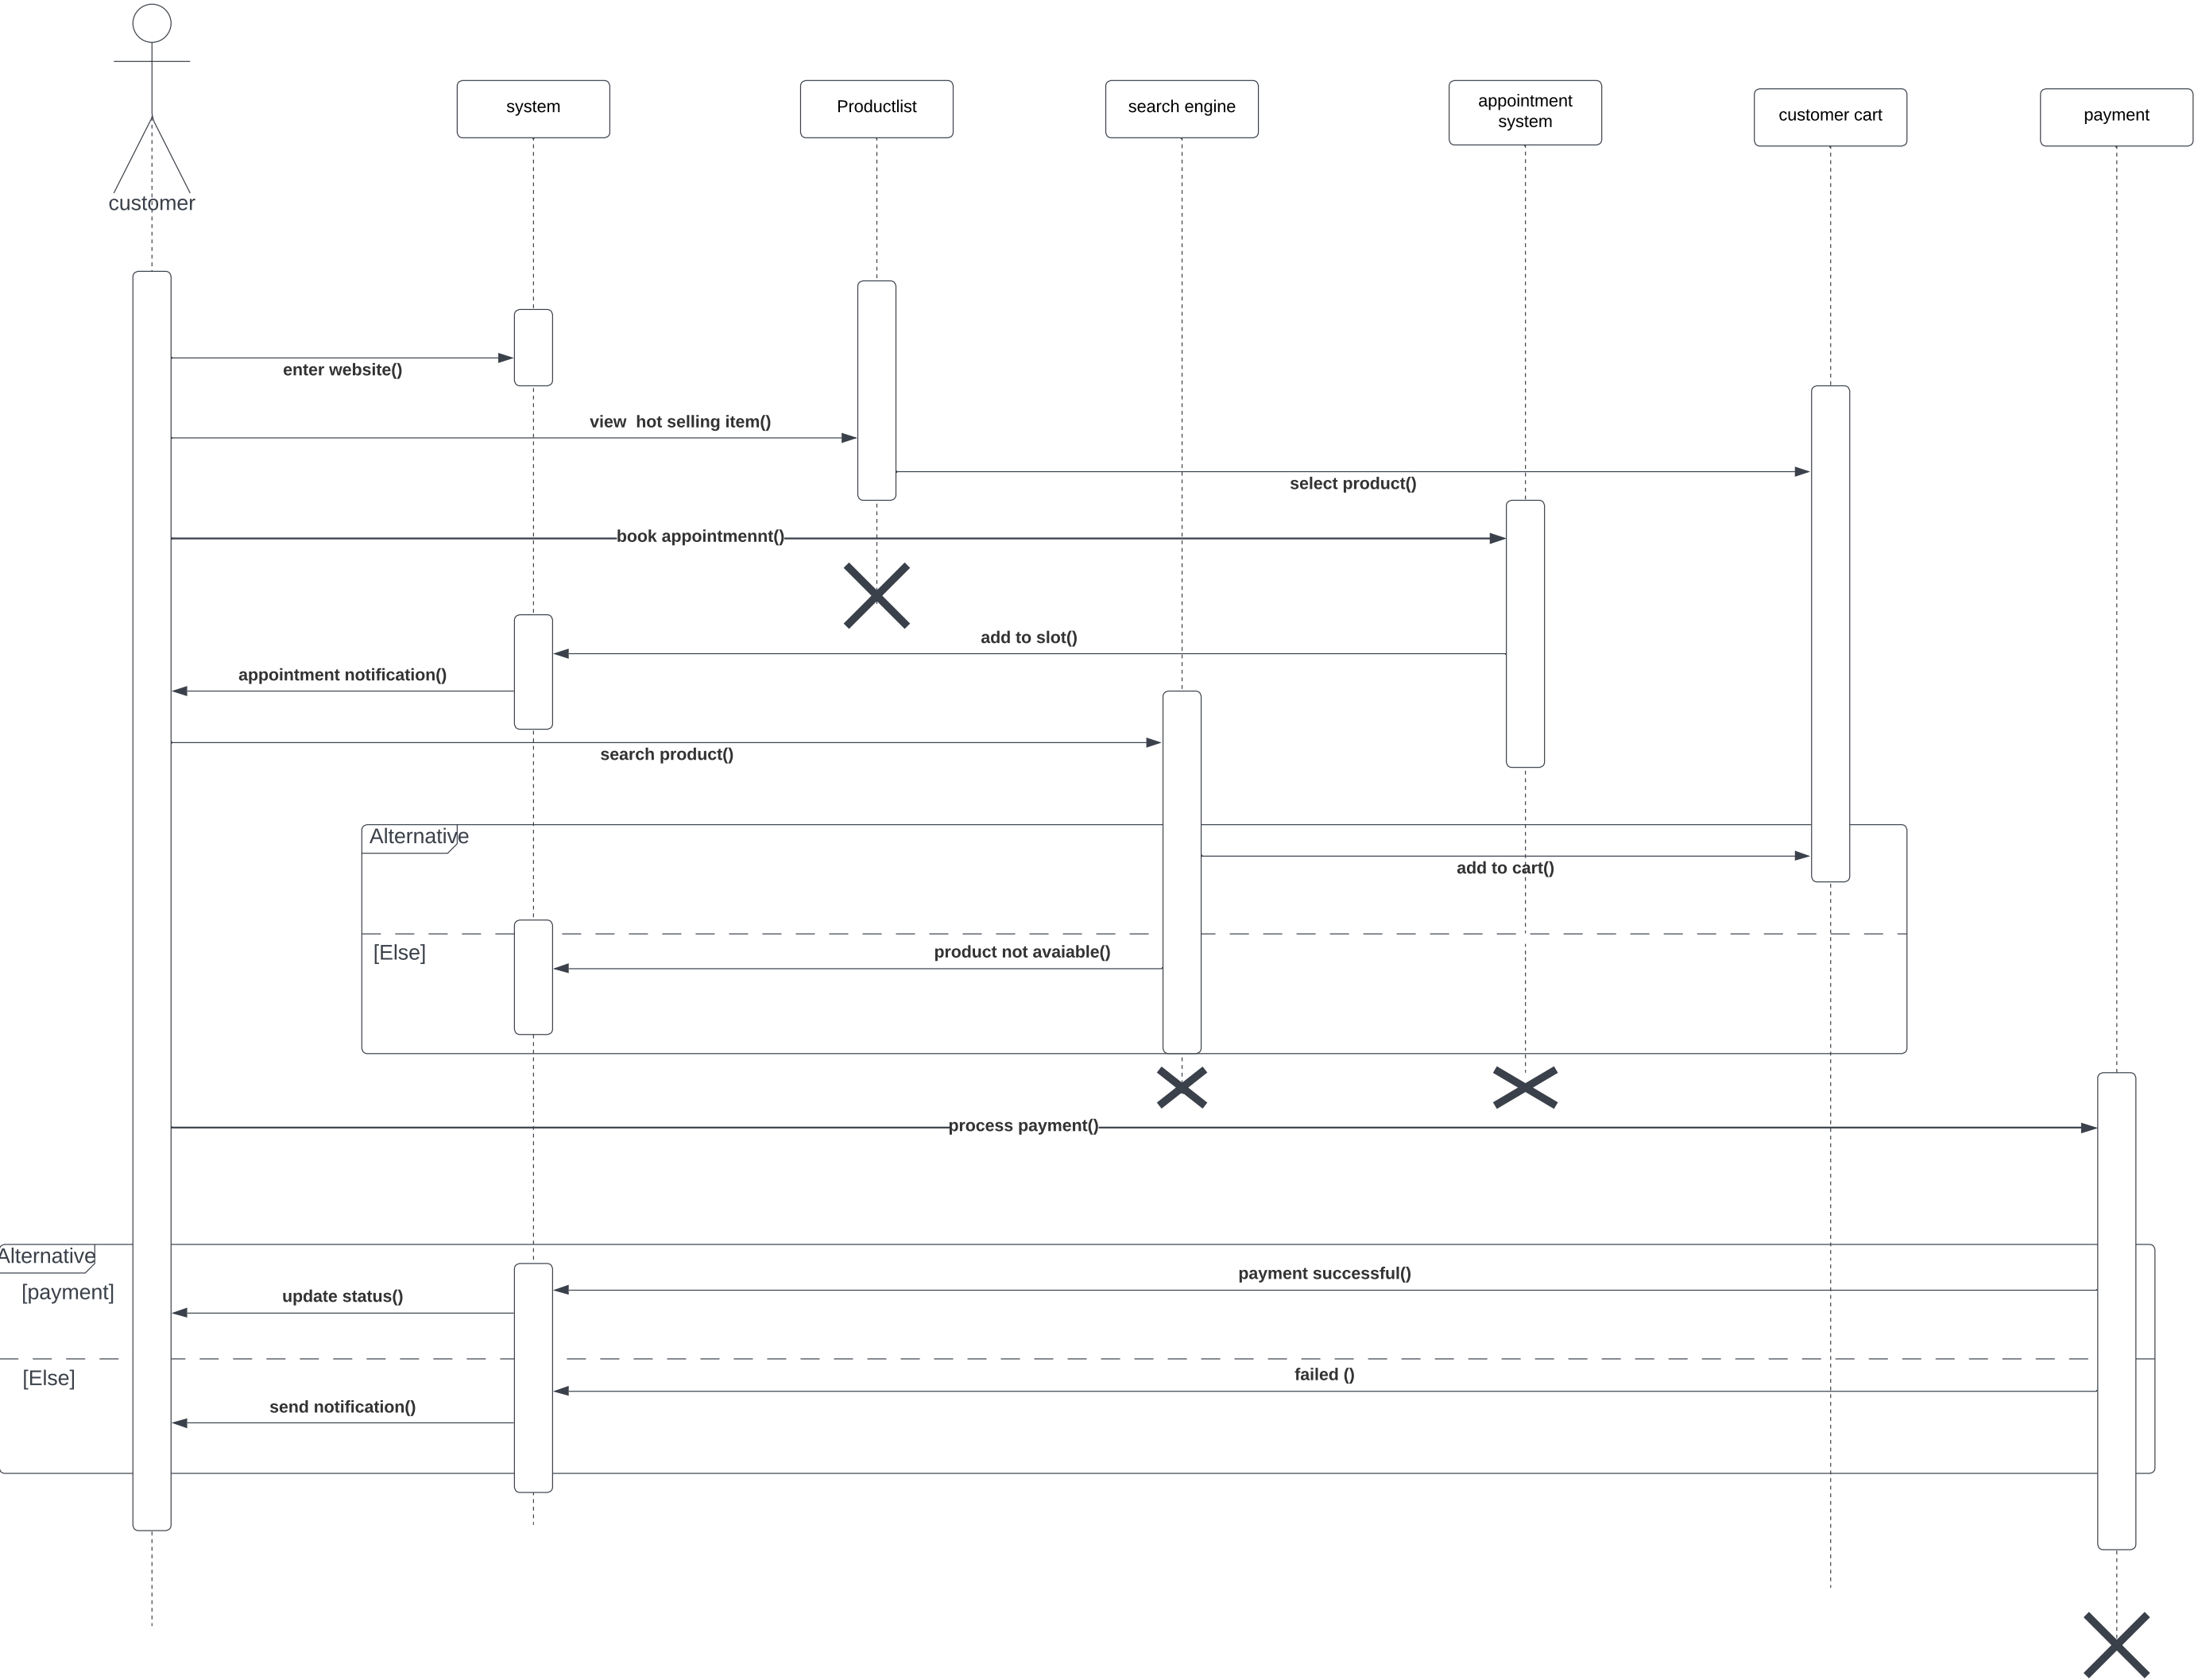 customer
system
Productlist
search engine
appointment
system
customer cart
payment
enter website()
view  hot selling item()
select product()
book appointmennt()
add to slot()
appointment notification()
search product()
Alternative
add to cart()
[Else]
product not avaiable()
process payment()
Alternative
[payment]
payment successful()
update status()
[Else]
failed ()
send notification()